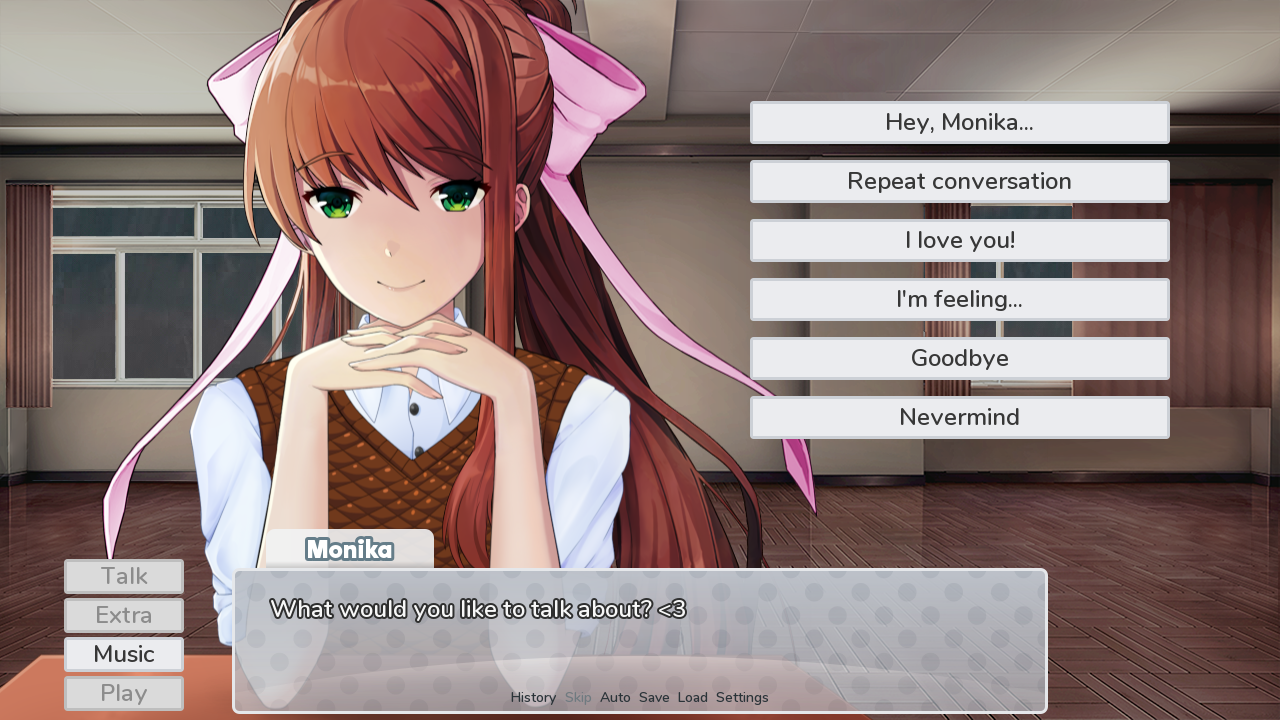 Hey, Monika...
Repeat conversation
I love you!
I'm feeling...
Goodbye
Nevermind
Monika
What would you like to talk about? <3
Talk
Extra
Music
Play
History Skip Auto Save Load Settings